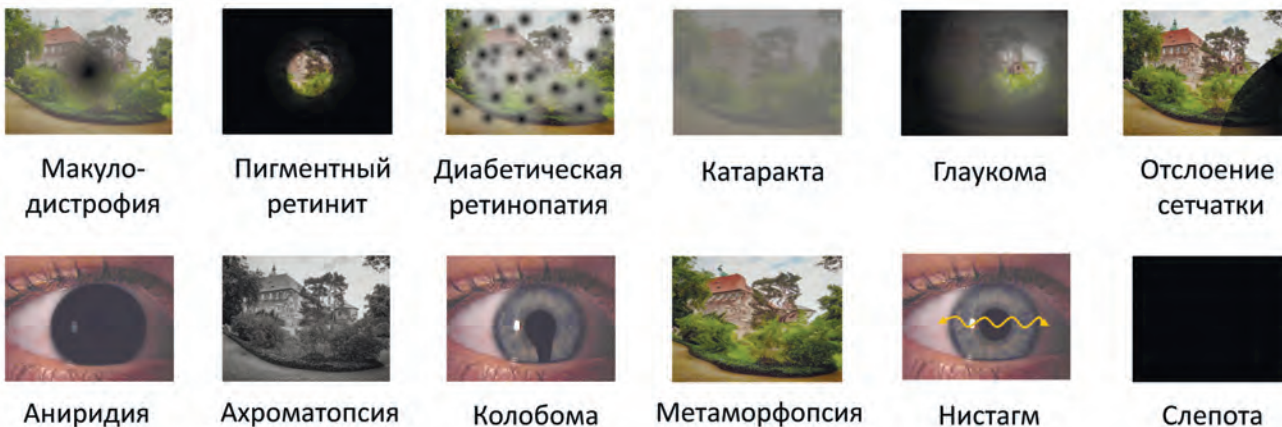 Макуло-
дистрофия
Пигментный
ретинит
Диабетическая
ретинопатия
Катаракта
Глаукома
Отслоение
сетчатки
Аниридия
Ахроматопсия
Колобома
Метаморфопсия
Нистагм
Слепота